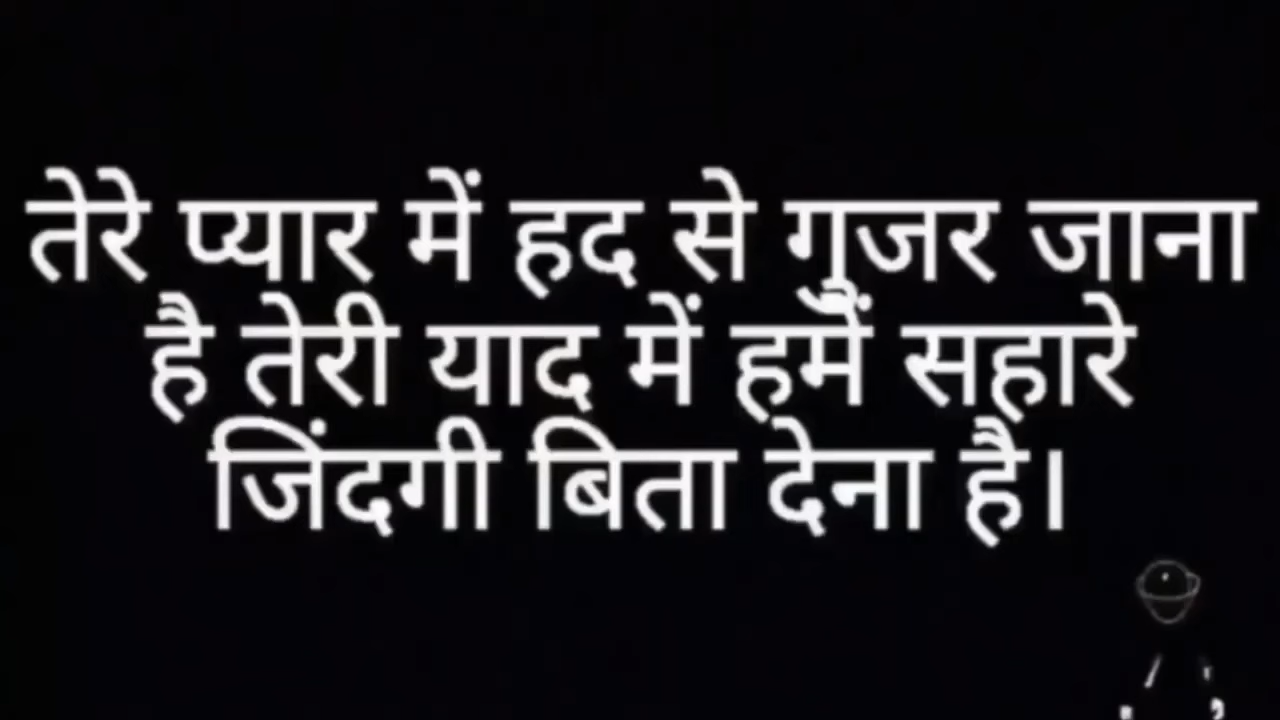 तेरे प्यार में हद से गुजर जाना
है तेरी याद में हमें सहारे
जिंदगी बिता देना है।